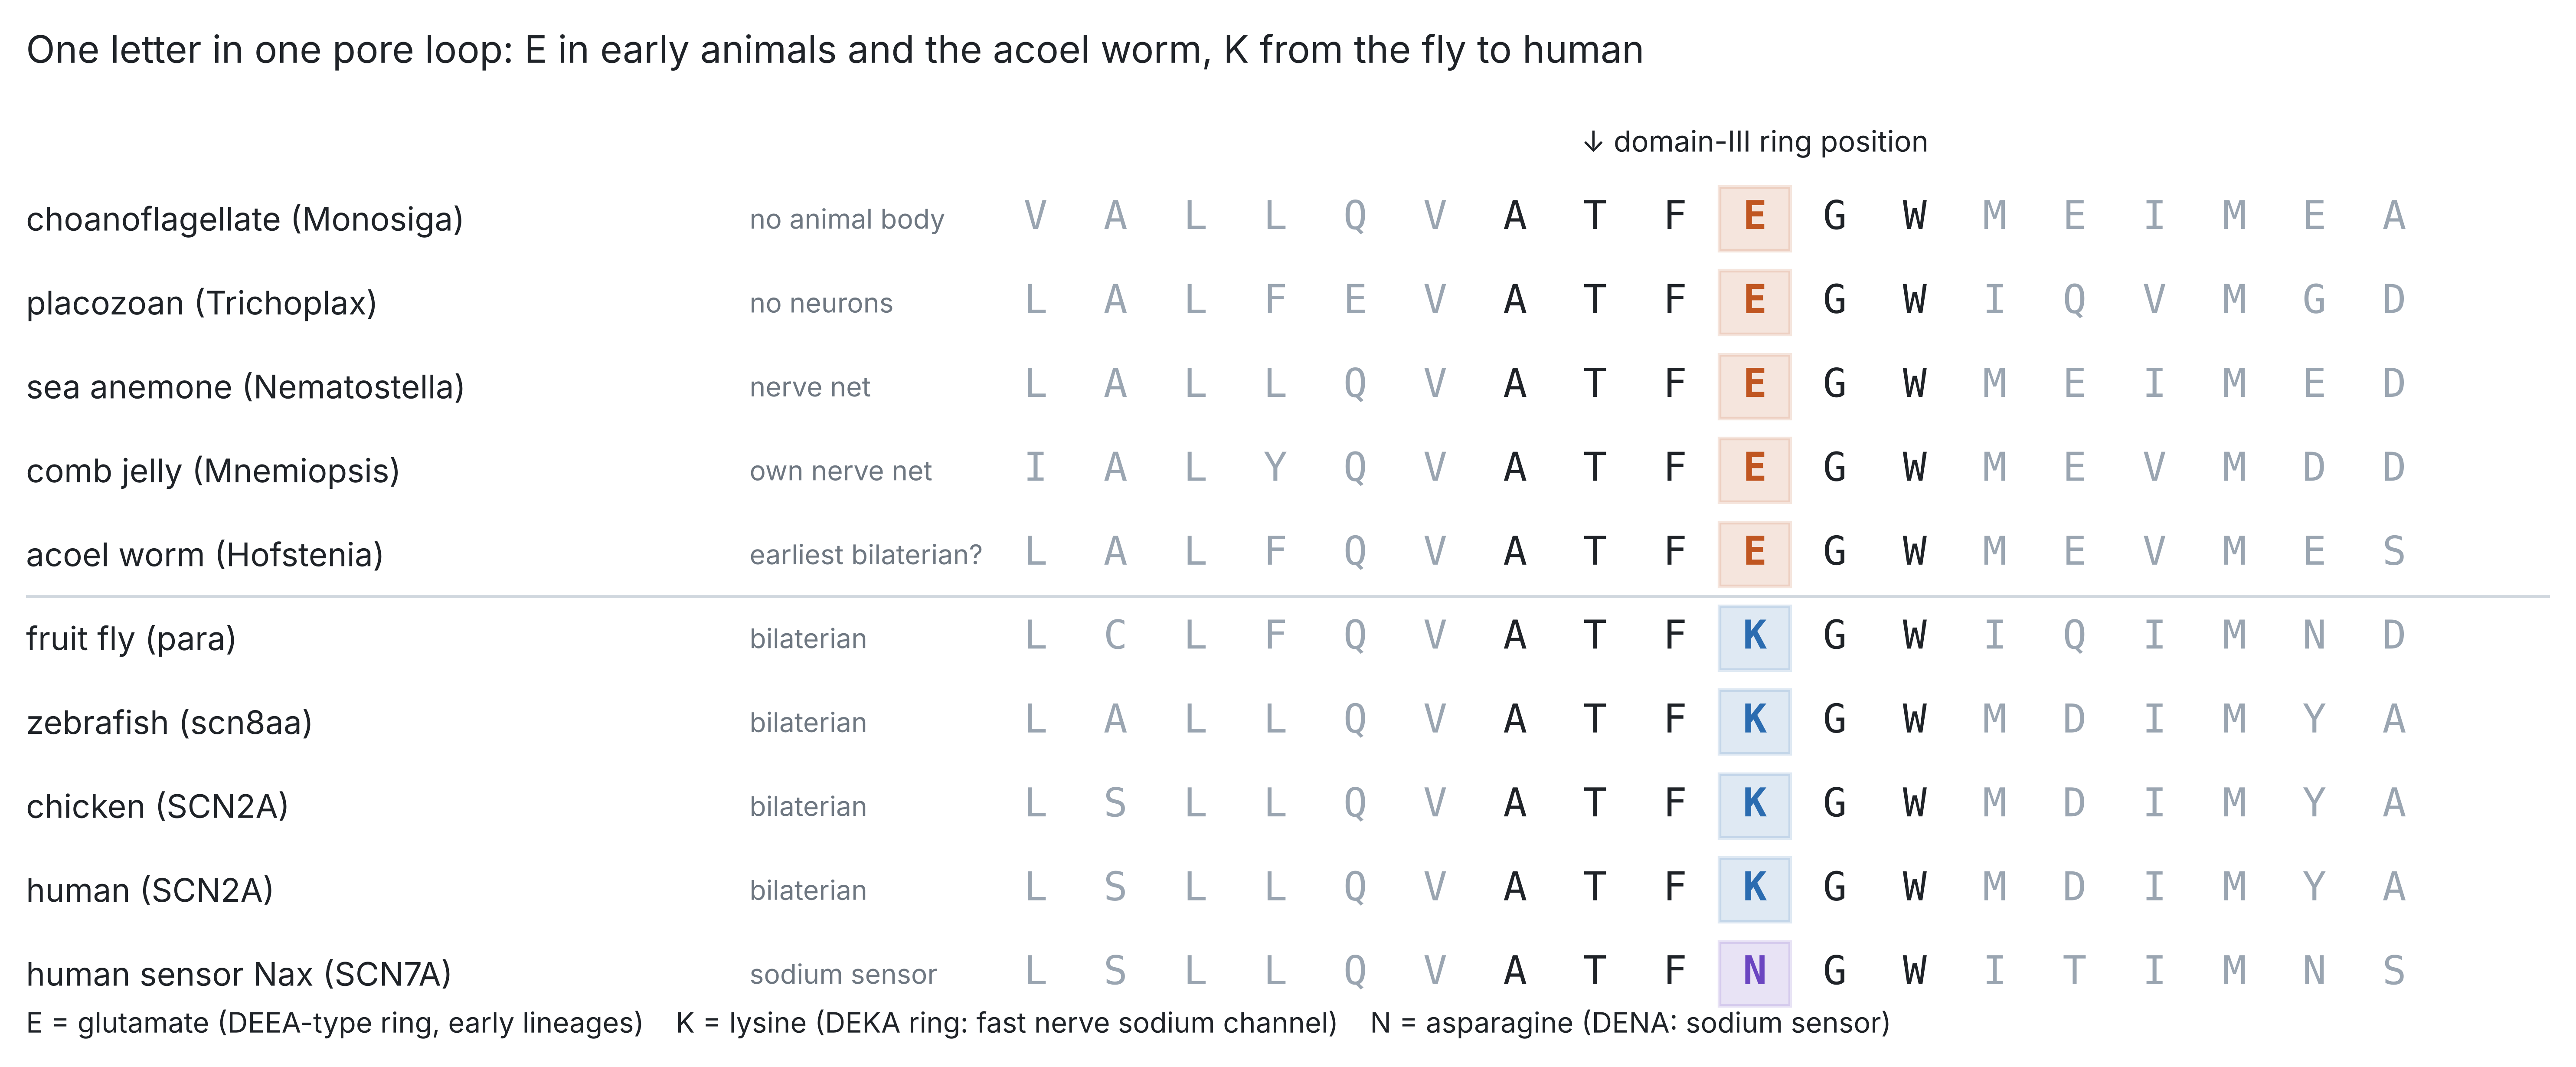 One letter in one pore loop: E in early animals and the acoel worm, K from the fly to human
↓ domain-III ring position
choanoflagellate (Monosiga) no animal body V A L L Q V A T F E G W M E I M E A
placozoan (Trichoplax) no neurons L A L F E V A T F E G W I Q V M G D
sea anemone (Nematostella) nerve net L A L L Q V A T F E G W M E I M E D
comb jelly (Mnemiopsis) own nerve net I A L Y Q V A T F E G W M E V M D D
acoel worm (Hofstenia) earliest bilaterian? L A L F Q V A T F E G W M E V M E S
fruit fly (para) bilaterian L C L F Q V A T F K G W I Q I M N D
zebrafish (scn8aa) bilaterian L A L L Q V A T F K G W M D I M Y A
chicken (SCN2A) bilaterian L S L L Q V A T F K G W M D I M Y A
human (SCN2A) bilaterian L S L L Q V A T F K G W M D I M Y A
human sensor Nax (SCN7A) sodium sensor L S L L Q V A T F N G W I T I M N S
E = glutamate (DEEA-type ring, early lineages) K = lysine (DEKA ring: fast nerve sodium channel) N = asparagine (DENA: sodium sensor)